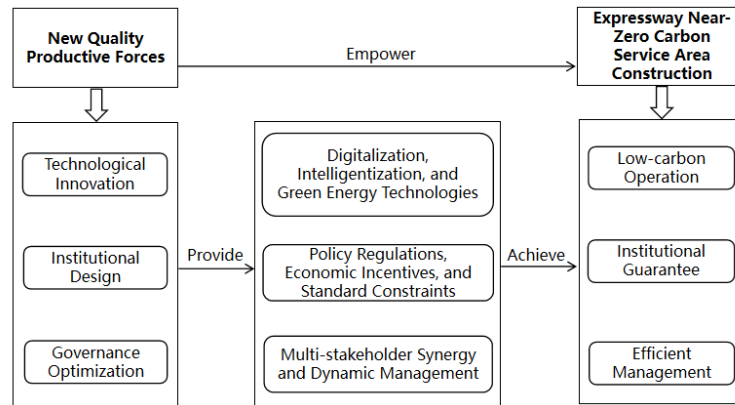 New Quality
Productive Forces
Empower
Expressway Near-
Zero Carbon
Service Area
Construction
Technological
Innovation
Institutional
Design
Governance
Optimization
Provide
Digitalization,
Intelligentization, and
Green Energy Technologies
Policy Regulations,
Economic Incentives, and
Standard Constraints
Multi-stakeholder Synergy
and Dynamic Management
Achieve
Low-carbon
Operation
Institutional
Guarantee
Efficient
Management